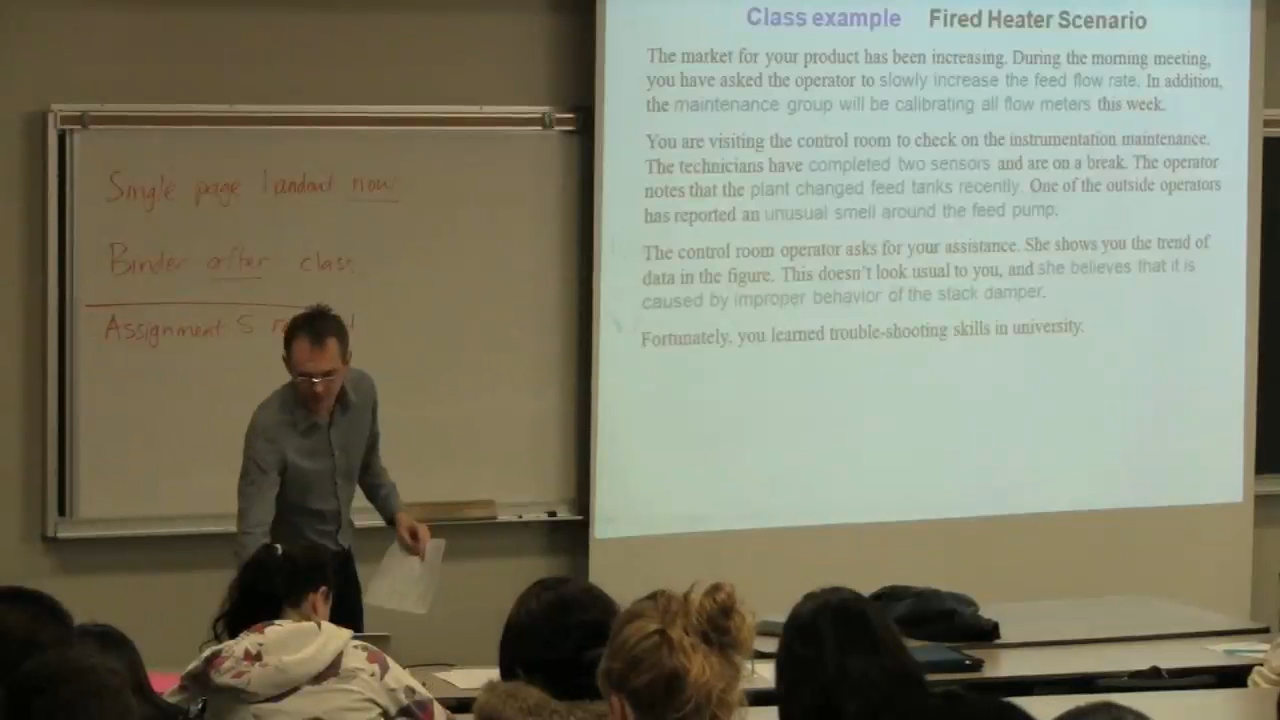 Single page handout now
Binder after class
Assignment 5
Class example Fired Heater Scenario
The market for your product has been increasing. During the morning meeting,
you have asked the operator to slowly increase the feed flow rate. In addition,
the maintenance group will be calibrating all flow meters this week.
You are visiting the control room to check on the instrumentation maintenance.
The technicians have completed two sensors and are on a break. The operator
notes that the plant changed feed tanks recently. One of the outside operators
has reported an unusual smell around the feed pump.
The control room operator asks for your assistance. She shows you the trend of
data in the figure. This doesn't look usual to you, and she believes that it is
caused by improper behavior of the stack damper.
Fortunately, you learned trouble-shooting skills in university.